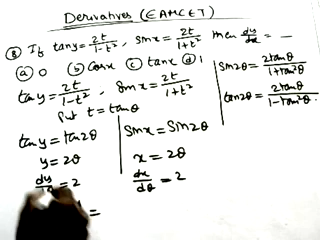 Derivatives (EAMCET)
⑧ If tany = 2t/1-t², sinx = 2t/1+t² then dy/dx = —
ⓐ 0 ⓑ cosx ⓒ tanx ⓓ 1
tany = 2t/1-t², sinx = 2t/1+t²
put t = tanθ
tany = tan2θ
y = 2θ
dy/dθ = 2
=
sinx = sin2θ
x = 2θ
dx/dθ = 2
sin2θ = 2tanθ/1+tan²θ
tan2θ = 2tanθ/1-tan²θ.